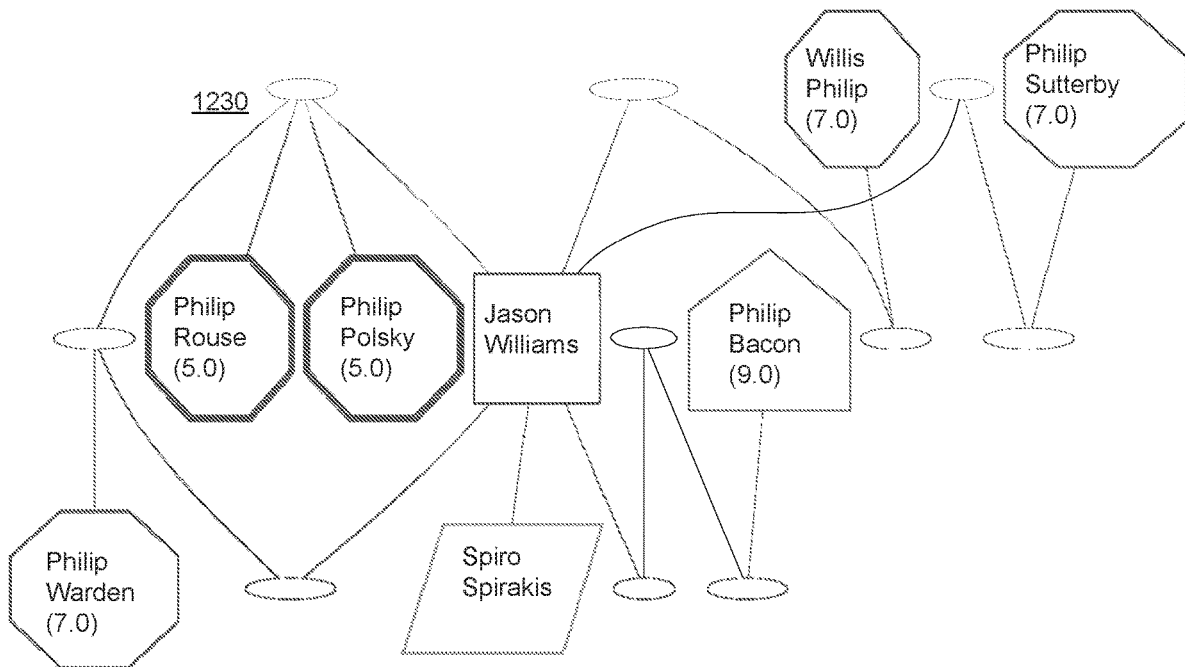 1230
Willis
Philip
(7.0)
Philip
Sutterby
(7.0)
Philip
Rouse
(5.0)
Philip
Polsky
(5.0)
Jason
Williams
Philip
Bacon
(9.0)
Philip
Warden
(7.0)
Spiro
Spirakis